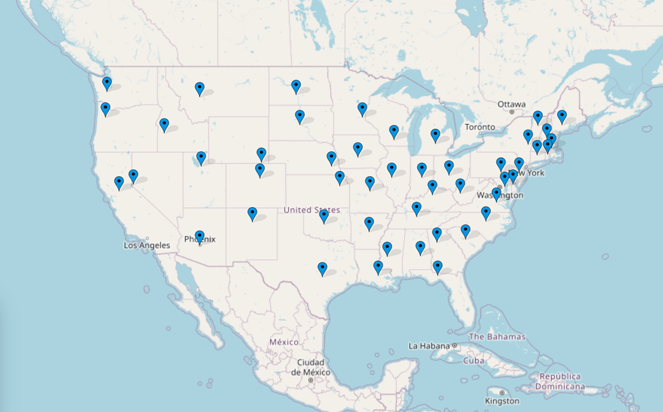 Ottawa
Toronto
w York
Washington
United States
Los Angeles
Phoenix
The Bahamas
La Habana
México
Cuba
Ciudad
de México
República
Dominicana
Kingston